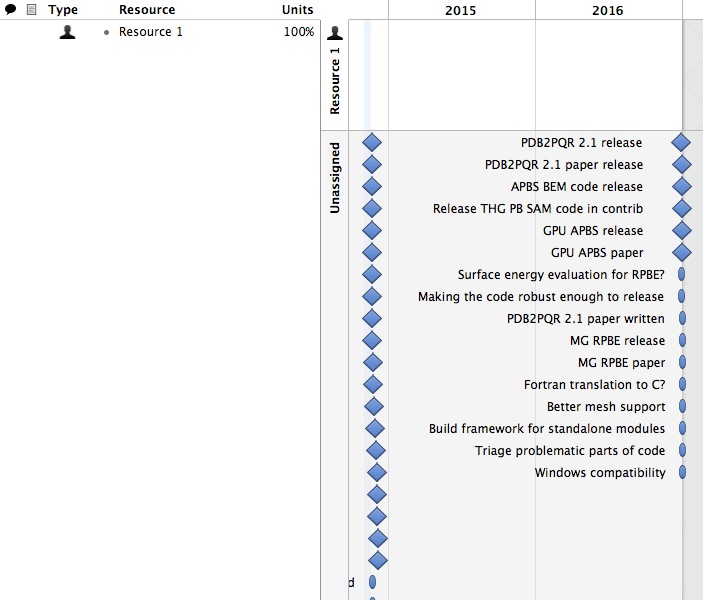 Type Resource Units 2015 2016
Resource 1 100%
Resource 1
Unassigned
PDB2PQR 2.1 release
PDB2PQR 2.1 paper release
APBS BEM code release
Release THG PB SAM code in contrib
GPU APBS release
GPU APBS paper
Surface energy evaluation for RPBE?
Making the code robust enough to release
PDB2PQR 2.1 paper written
MG RPBE release
MG RPBE paper
Fortran translation to C?
Better mesh support
Build framework for standalone modules
Triage problematic parts of code
Windows compatibility
d